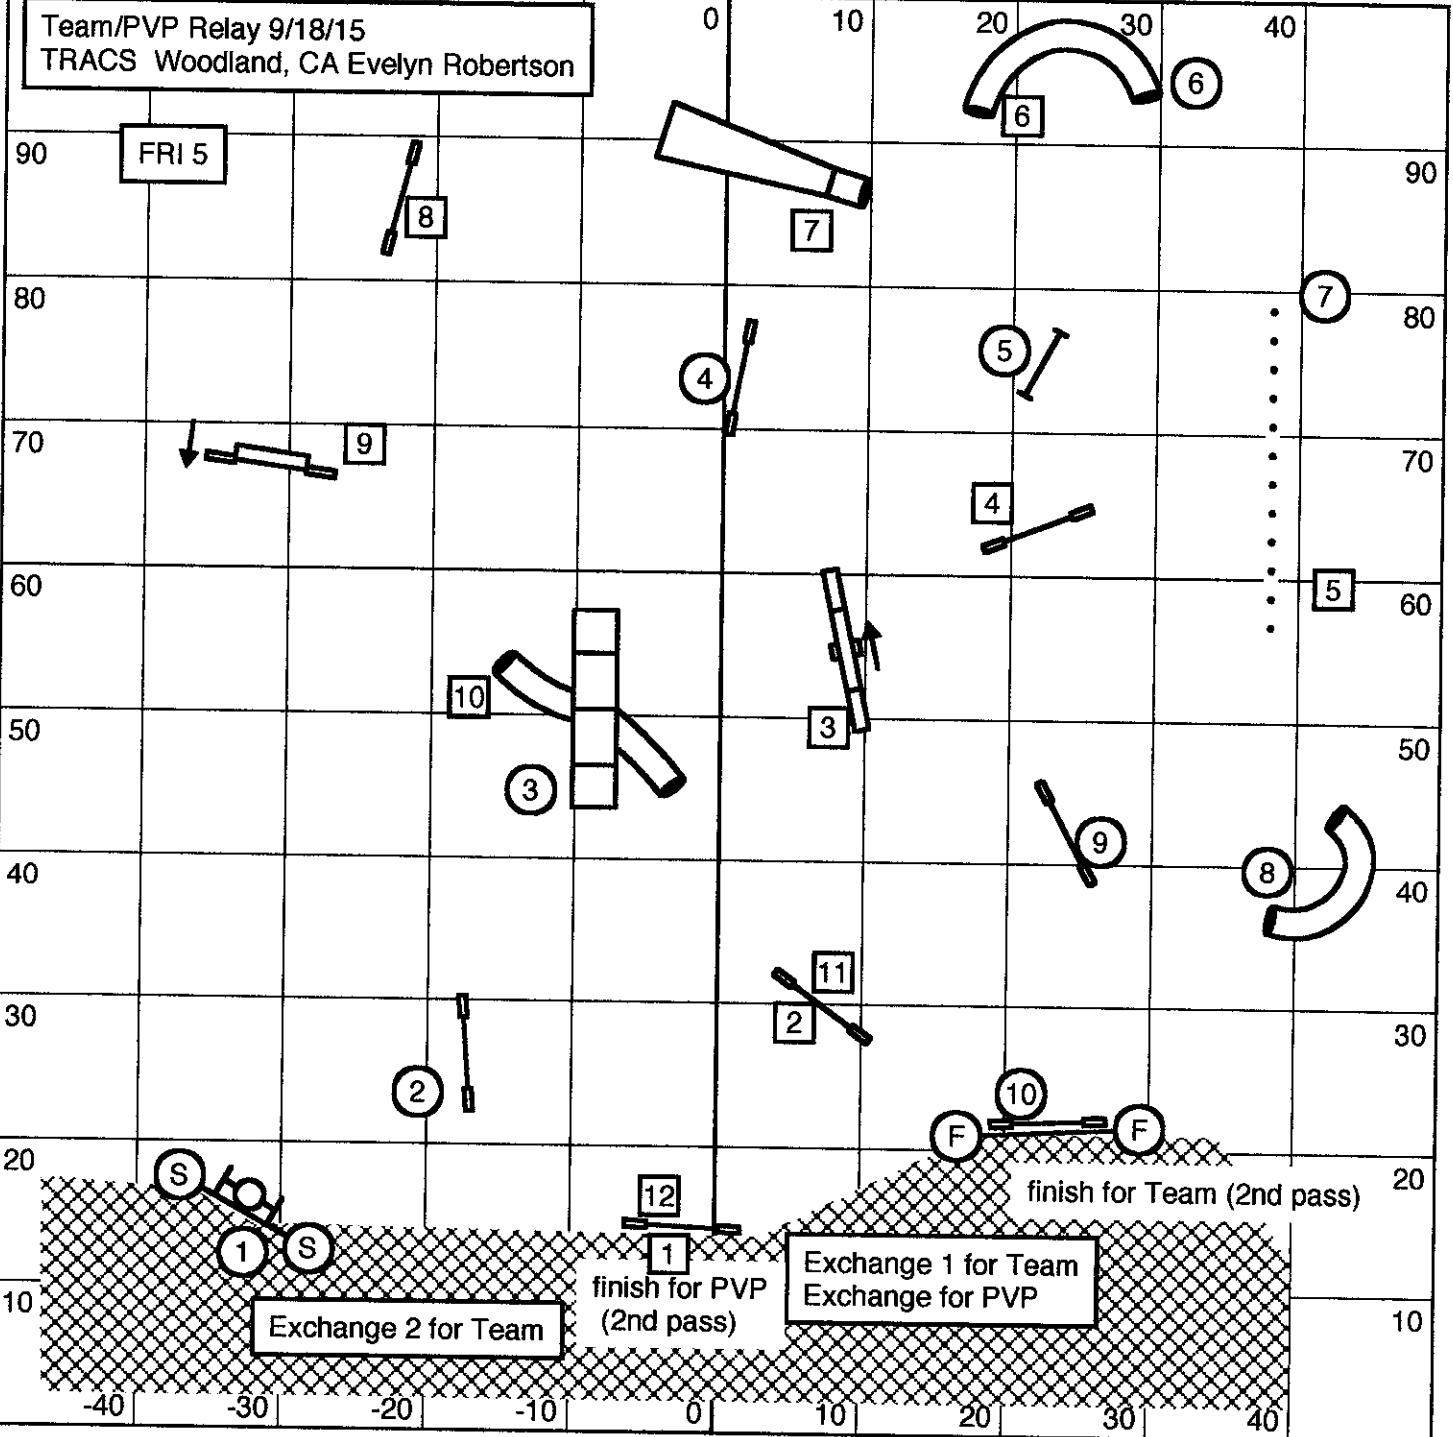 Team/PVP Relay 9/18/15
TRACS Woodland, CA Evelyn Robertson
0 10 20 30 40
6
6
90 FRI 5 90
8
7
80 7 80
5
4
70 9 70
4
60 5 60
10
3
50 50
3
9
40 8 40
11
30 2 30
2 10
F F
20 S 12 20
finish for Team (2nd pass)
1 S 1
Exchange 1 for Team
Exchange for PVP
finish for PVP
(2nd pass)
10 10
Exchange 2 for Team
-40 -30 -20 -10 0 10 20 30 40